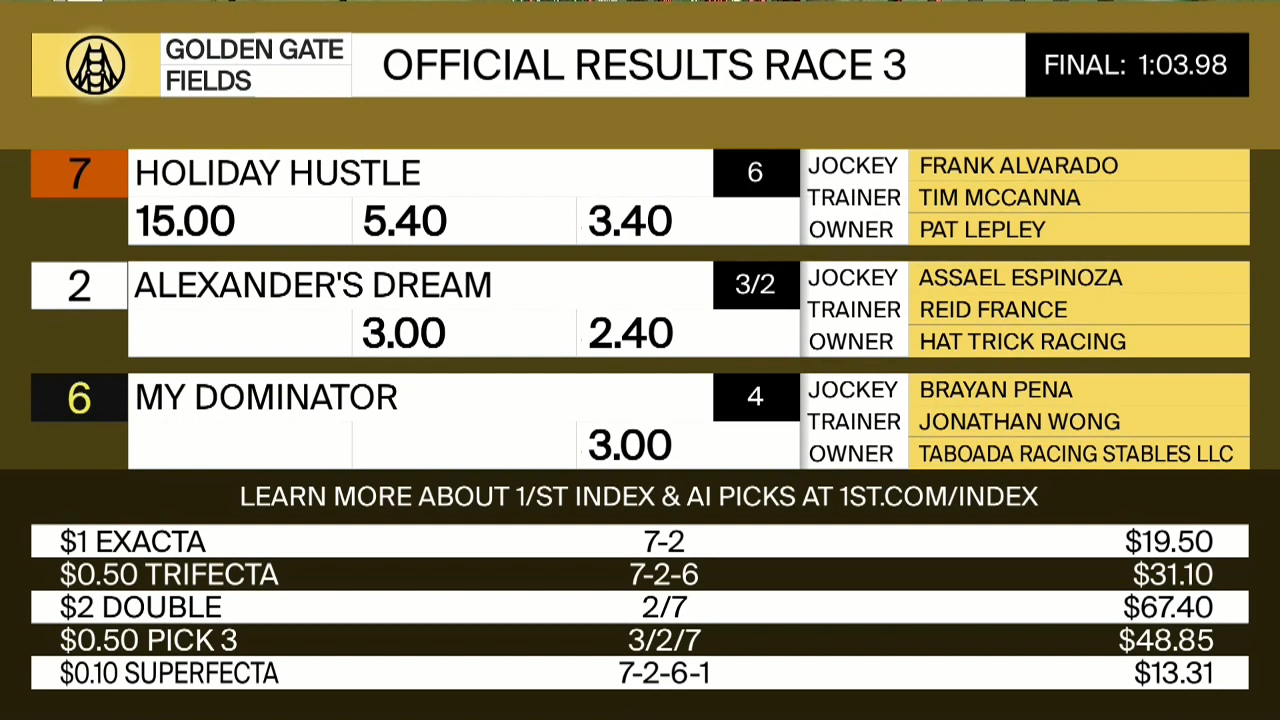 GOLDEN GATE
FIELDS
OFFICIAL RESULTS RACE 3
FINAL: 1:03.98
7 HOLIDAY HUSTLE 6
15.00 5.40 3.40
JOCKEY FRANK ALVARADO
TRAINER TIM MCCANNA
OWNER PAT LEPLEY
2 ALEXANDER'S DREAM 3/2
3.00 2.40
JOCKEY ASSAEL ESPINOZA
TRAINER REID FRANCE
OWNER HAT TRICK RACING
6 MY DOMINATOR 4
3.00
JOCKEY BRAYAN PENA
TRAINER JONATHAN WONG
OWNER TABOADA RACING STABLES LLC
LEARN MORE ABOUT 1/ST INDEX & AI PICKS AT 1ST.COM/INDEX
$1 EXACTA 7-2 $19.50
$0.50 TRIFECTA 7-2-6 $31.10
$2 DOUBLE 2/7 $67.40
$0.50 PICK 3 3/2/7 $48.85
$0.10 SUPERFECTA 7-2-6-1 $13.31